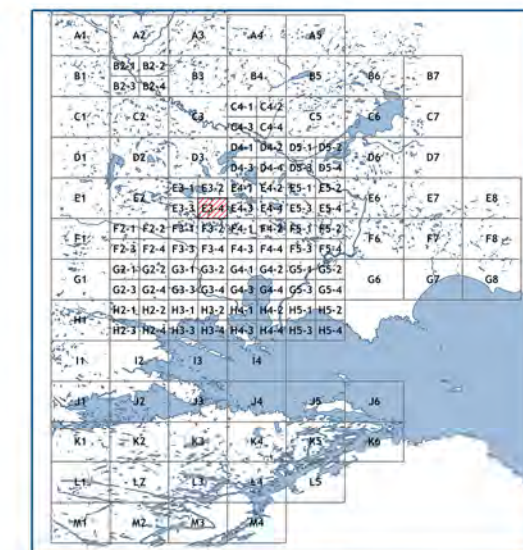 A1 A2 A3 A4 A5
B2-1 B2-2
B1 B3 B4 B5 B6 B7
B2-3 B2-4
C4-1 C4-2
C1 C2 C3 C5 C6 C7
C4-3 C4-4
D4-1 D4-2 D5-1 D5-2
D1 D2 D3 D6 D7
D4-3 D4-4 D5-3 D5-4
E3-1 E3-2 E4-1 E4-2 E5-1 E5-2
E1 E2 E6 E7 E8
E3-3 E3-4 E4-3 E4-4 E5-3 E5-4
F2-1 F2-2 F3-1 F3-2 F4-1 F4-2 F5-1 F5-2
F1 F6 F7 F8
F2-3 F2-4 F3-3 F3-4 F4-3 F4-4 F5-3 F5-4
G2-1 G2-2 G3-1 G3-2 G4-1 G4-2 G5-1 G5-2
G1 G6 G7 G8
G2-3 G2-4 G3-3 G3-4 G4-3 G4-4 G5-3 G5-4
H2-1 H2-2 H3-1 H3-2 H4-1 H4-2 H5-1 H5-2
H1
H2-3 H2-4 H3-3 H3-4 H4-3 H4-4 H5-3 H5-4
I1 I2 I3 I4
J1 J2 J3 J4 J5 J6
K1 K2 K3 K4 K5 K6
L1 L2 L3 L4 L5
M1 M2 M3 M4